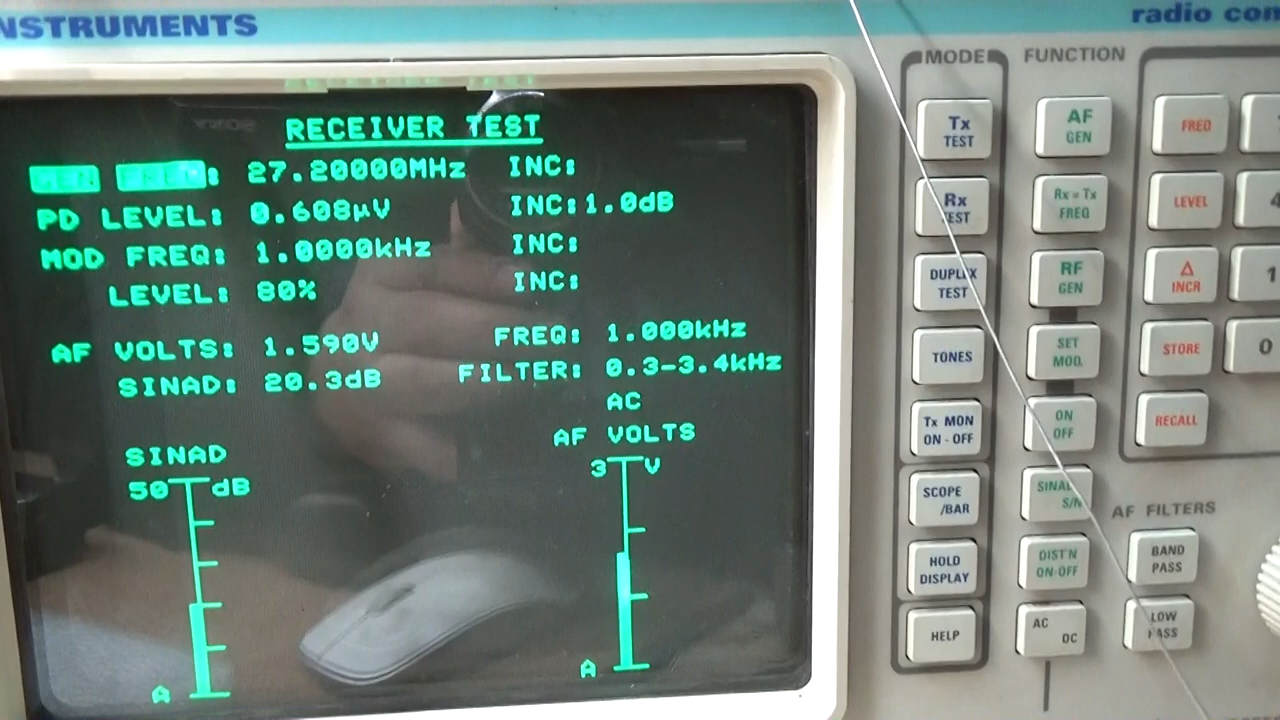 NSTRUMENTS
radio com
RECEIVER TEST
GEN FREQ: 27.20000MHz INC:
PD LEVEL: 0.608µV INC:1.0dB
MOD FREQ: 1.0000kHz INC:
LEVEL: 80% INC:
AF VOLTS: 1.590V FREQ: 1.000kHz
SINAD: 20.3dB FILTER: 0.3-3.4kHz
AC
SINAD
50 dB
A
AF VOLTS
3 V
A
MODE
Tx TEST
Rx TEST
DUPLEX TEST
TONES
Tx MON ON - OFF
SCOPE /BAR
HOLD DISPLAY
HELP
FUNCTION
AF GEN
Rx = Tx FREQ
RF GEN
SET MOD.
ON OFF
SINAD S/N
DIST'N ON-OFF
AC DC
FREQ
LEVEL
Δ INCR
STORE
RECALL
4
1
0
AF FILTERS
BAND PASS
LOW PASS